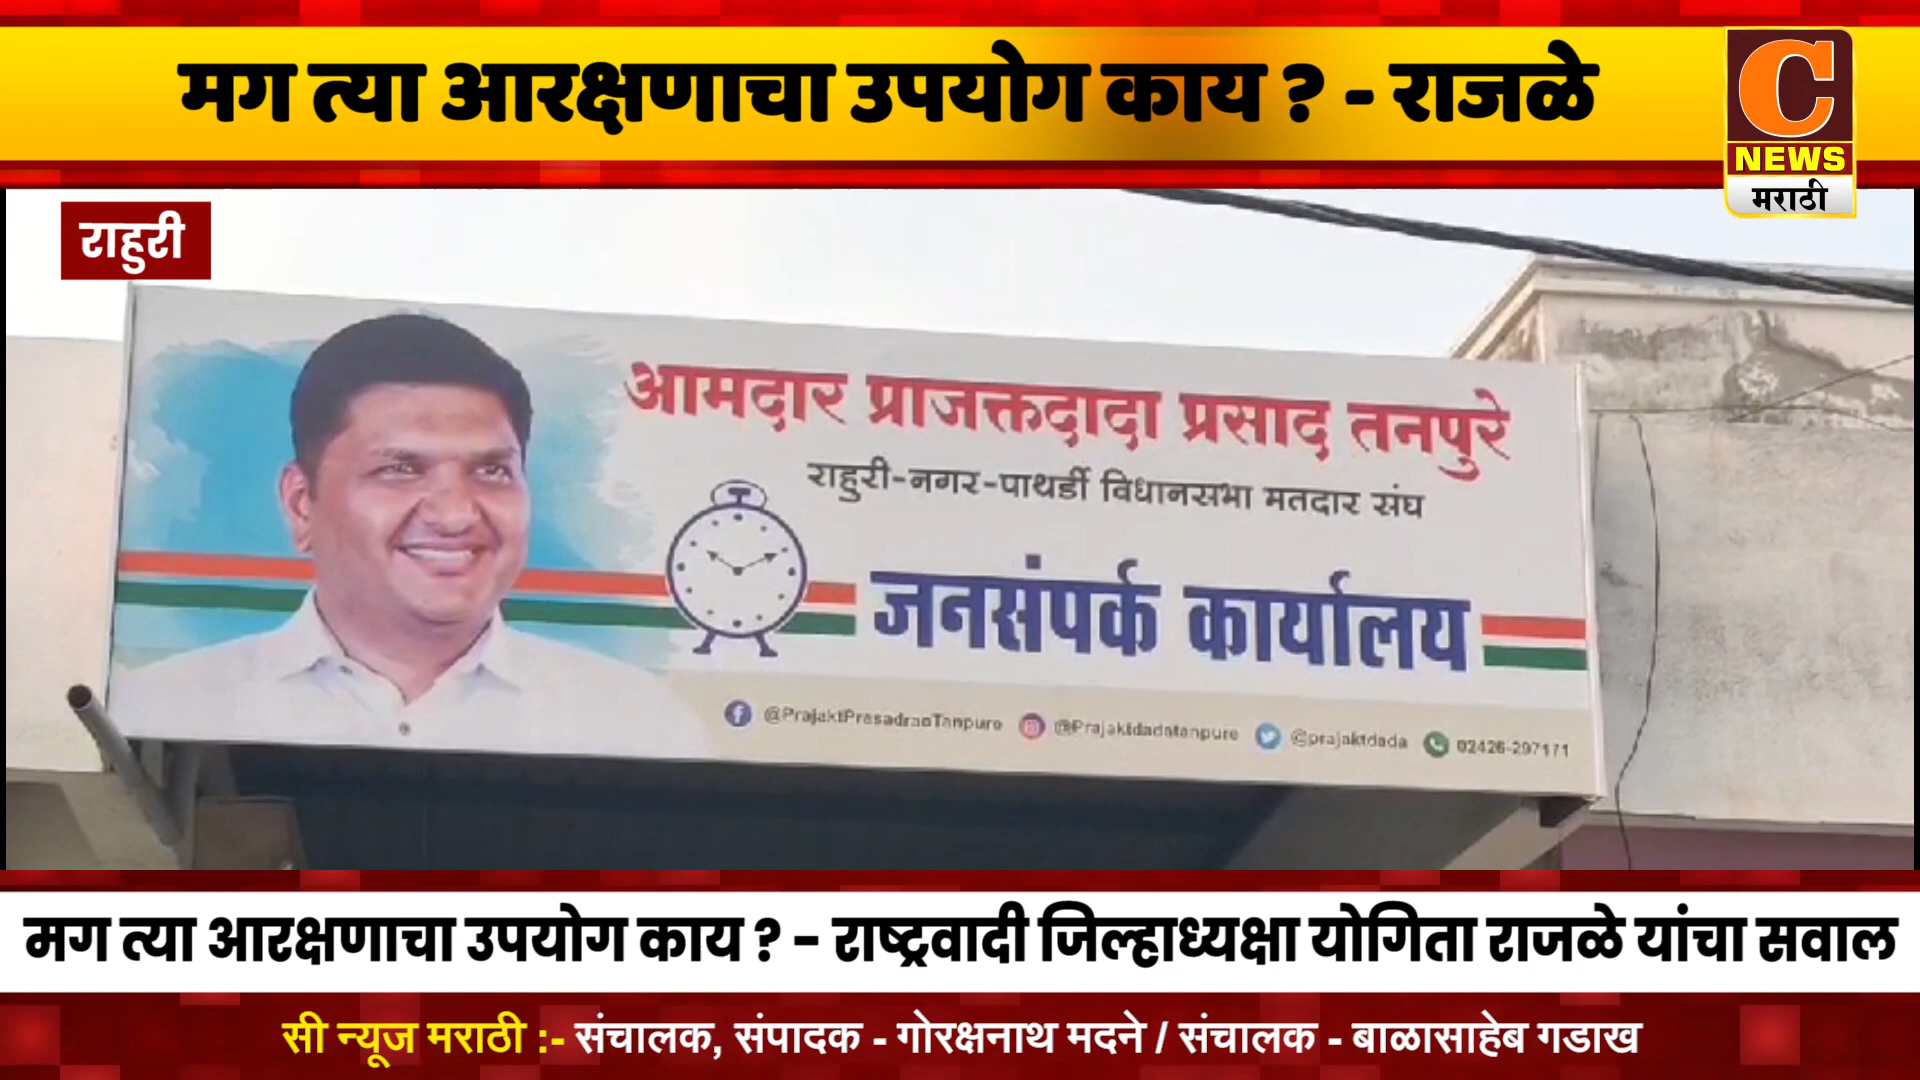 मग त्या आरक्षणाचा उपयोग काय ? - राजळे
C
NEWS
मराठी
राहुरी
आमदार प्राजक्तदादा प्रसाद तनपुरे
राहुरी-नगर-पाथर्डी विधानसभा मतदार संघ
जनसंपर्क कार्यालय
@PrajaktPrasadraoTanpure @Prajaktdadatanpure @prajaktdada 02426-297171
मग त्या आरक्षणाचा उपयोग काय ? - राष्ट्रवादी जिल्हाध्यक्षा योगिता राजळे यांचा सवाल
सी न्यूज मराठी :- संचालक, संपादक - गोरक्षनाथ मदने / संचालक - बाळासाहेब गडाख